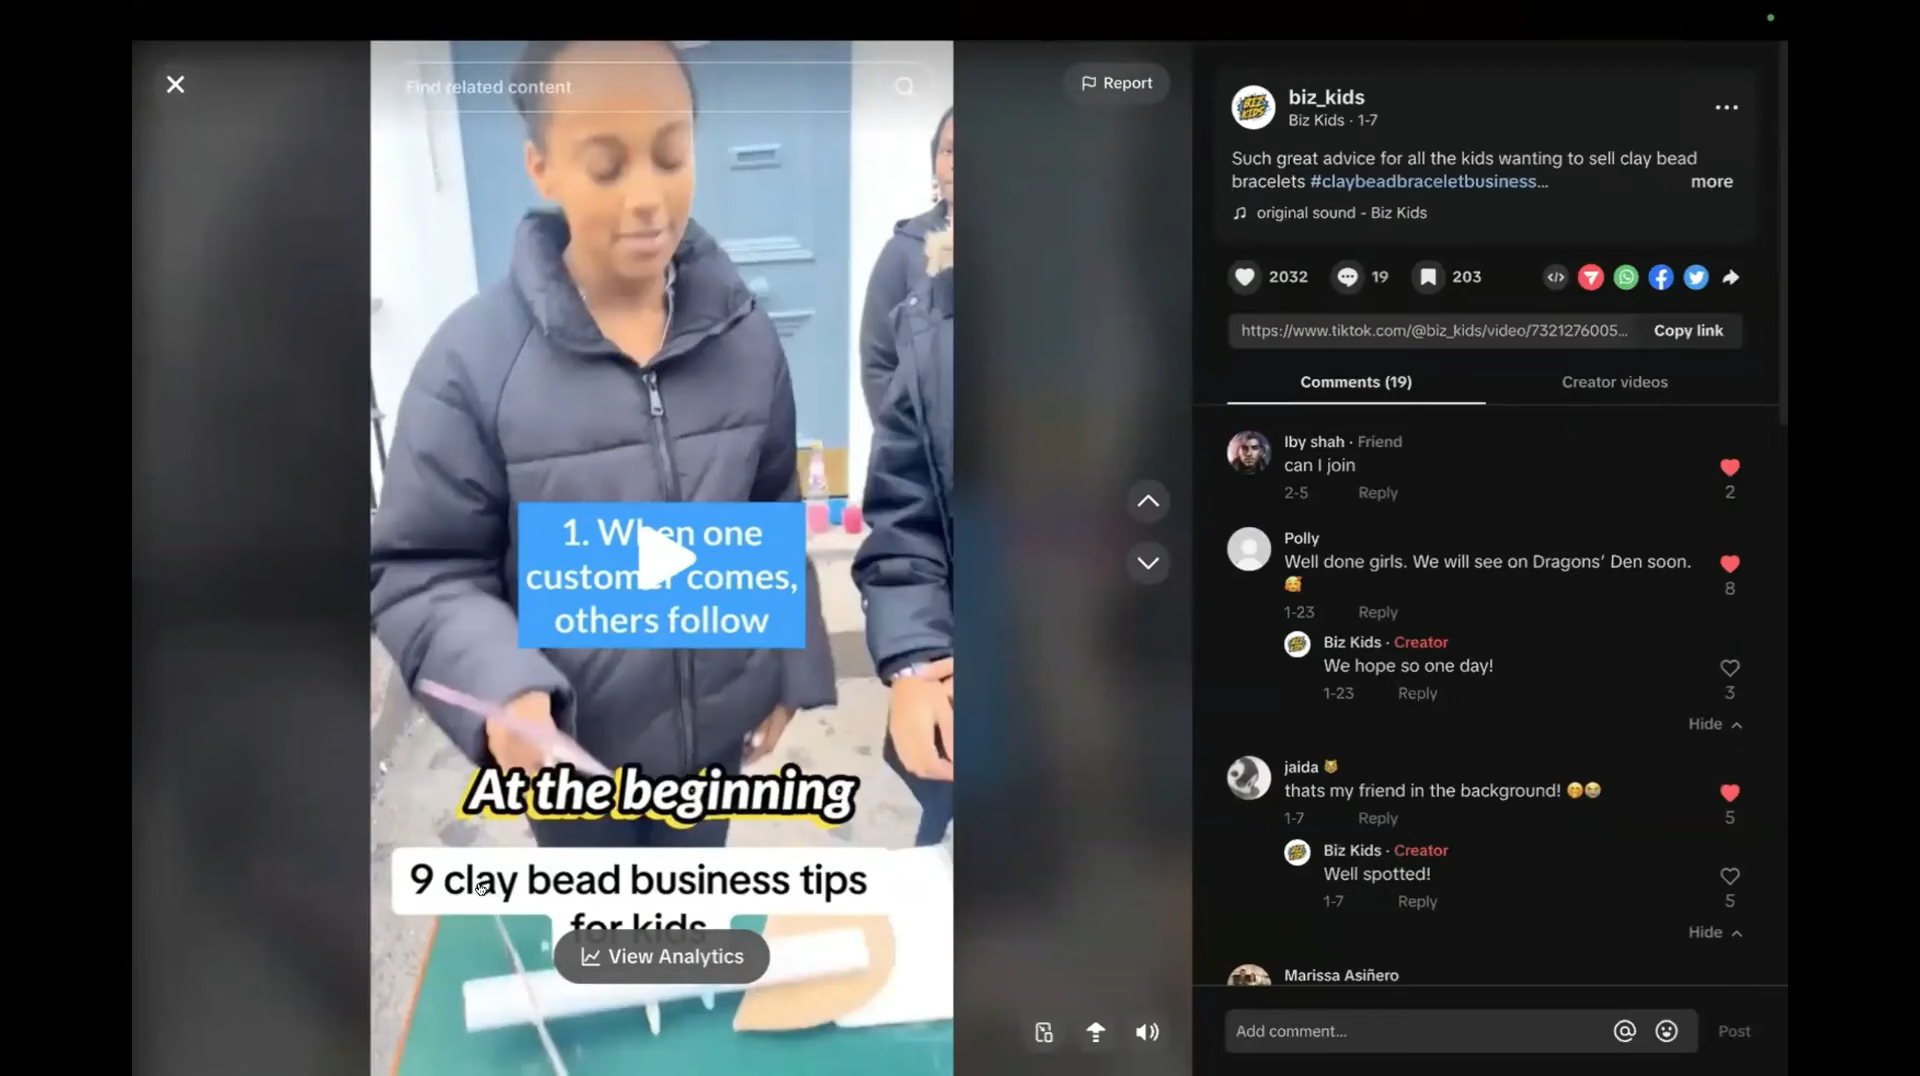 Find related content
Report
1. When one
customer comes,
others follow
At the beginning
9 clay bead business tips
for kids
View Analytics
BIZ KIDS
biz_kids
Biz Kids · 1-7
Such great advice for all the kids wanting to sell clay bead
bracelets #claybeadbraceletbusiness...
more
original sound - Biz Kids
2032
19
203
https://www.tiktok.com/@biz_kids/video/7321276005...
Copy link
Comments (19)
Creator videos
Iby shah · Friend
can I join
2-5
Reply
2
Polly
Well done girls. We will see on Dragons’ Den soon.
🥰
1-23
Reply
8
Biz Kids · Creator
We hope so one day!
1-23
Reply
3
Hide
jaida 😼
thats my friend in the background! 🤭😭
1-7
Reply
5
Biz Kids · Creator
Well spotted!
1-7
Reply
5
Hide
Marissa Asiñero
Add comment...
@
Post